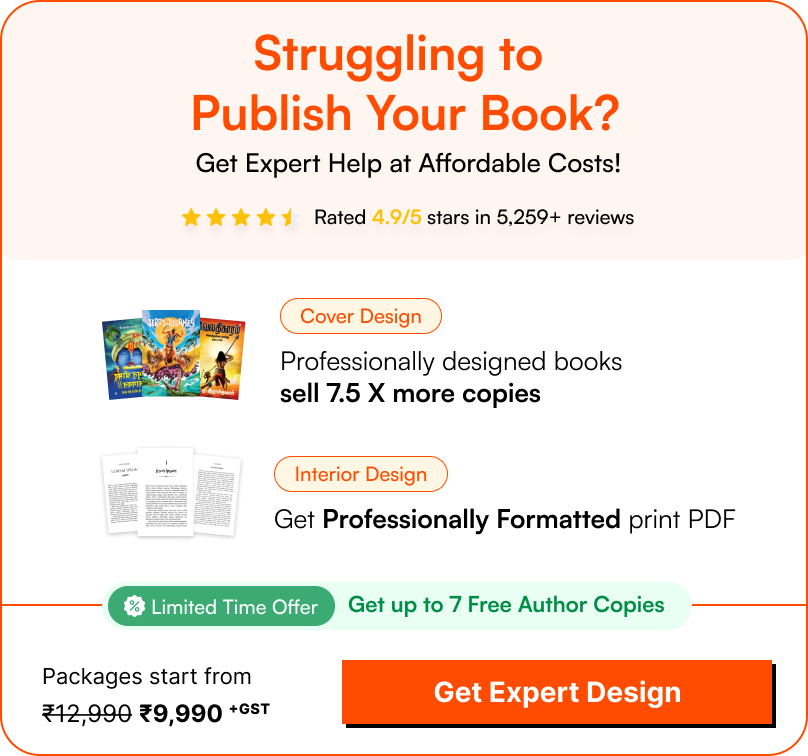 Struggling to
Publish Your Book?
Get Expert Help at Affordable Costs!
Rated 4.9/5 stars in 5,259+ reviews
Cover Design
Professionally designed books
sell 7.5 X more copies
Interior Design
Get Professionally Formatted print PDF
Limited Time Offer
Get up to 7 Free Author Copies
Packages start from
₹12,990 ₹9,990 +GST
Get Expert Design